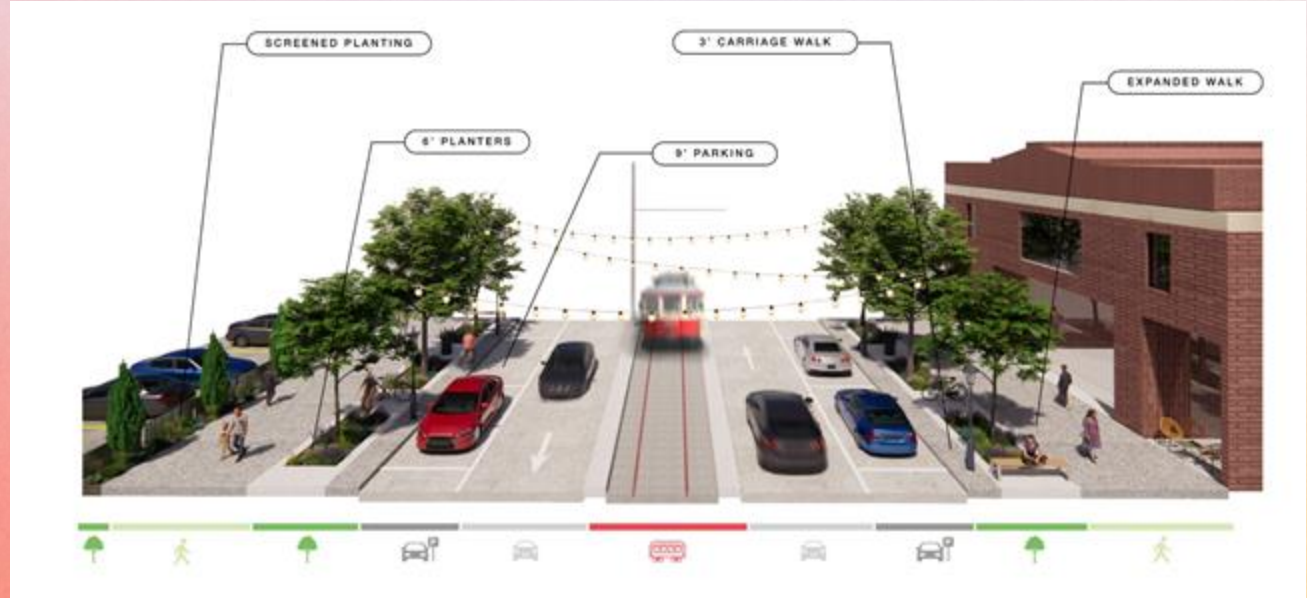 SCREENED PLANTING
3' CARRIAGE WALK
EXPANDED WALK
6' PLANTERS
9' PARKING